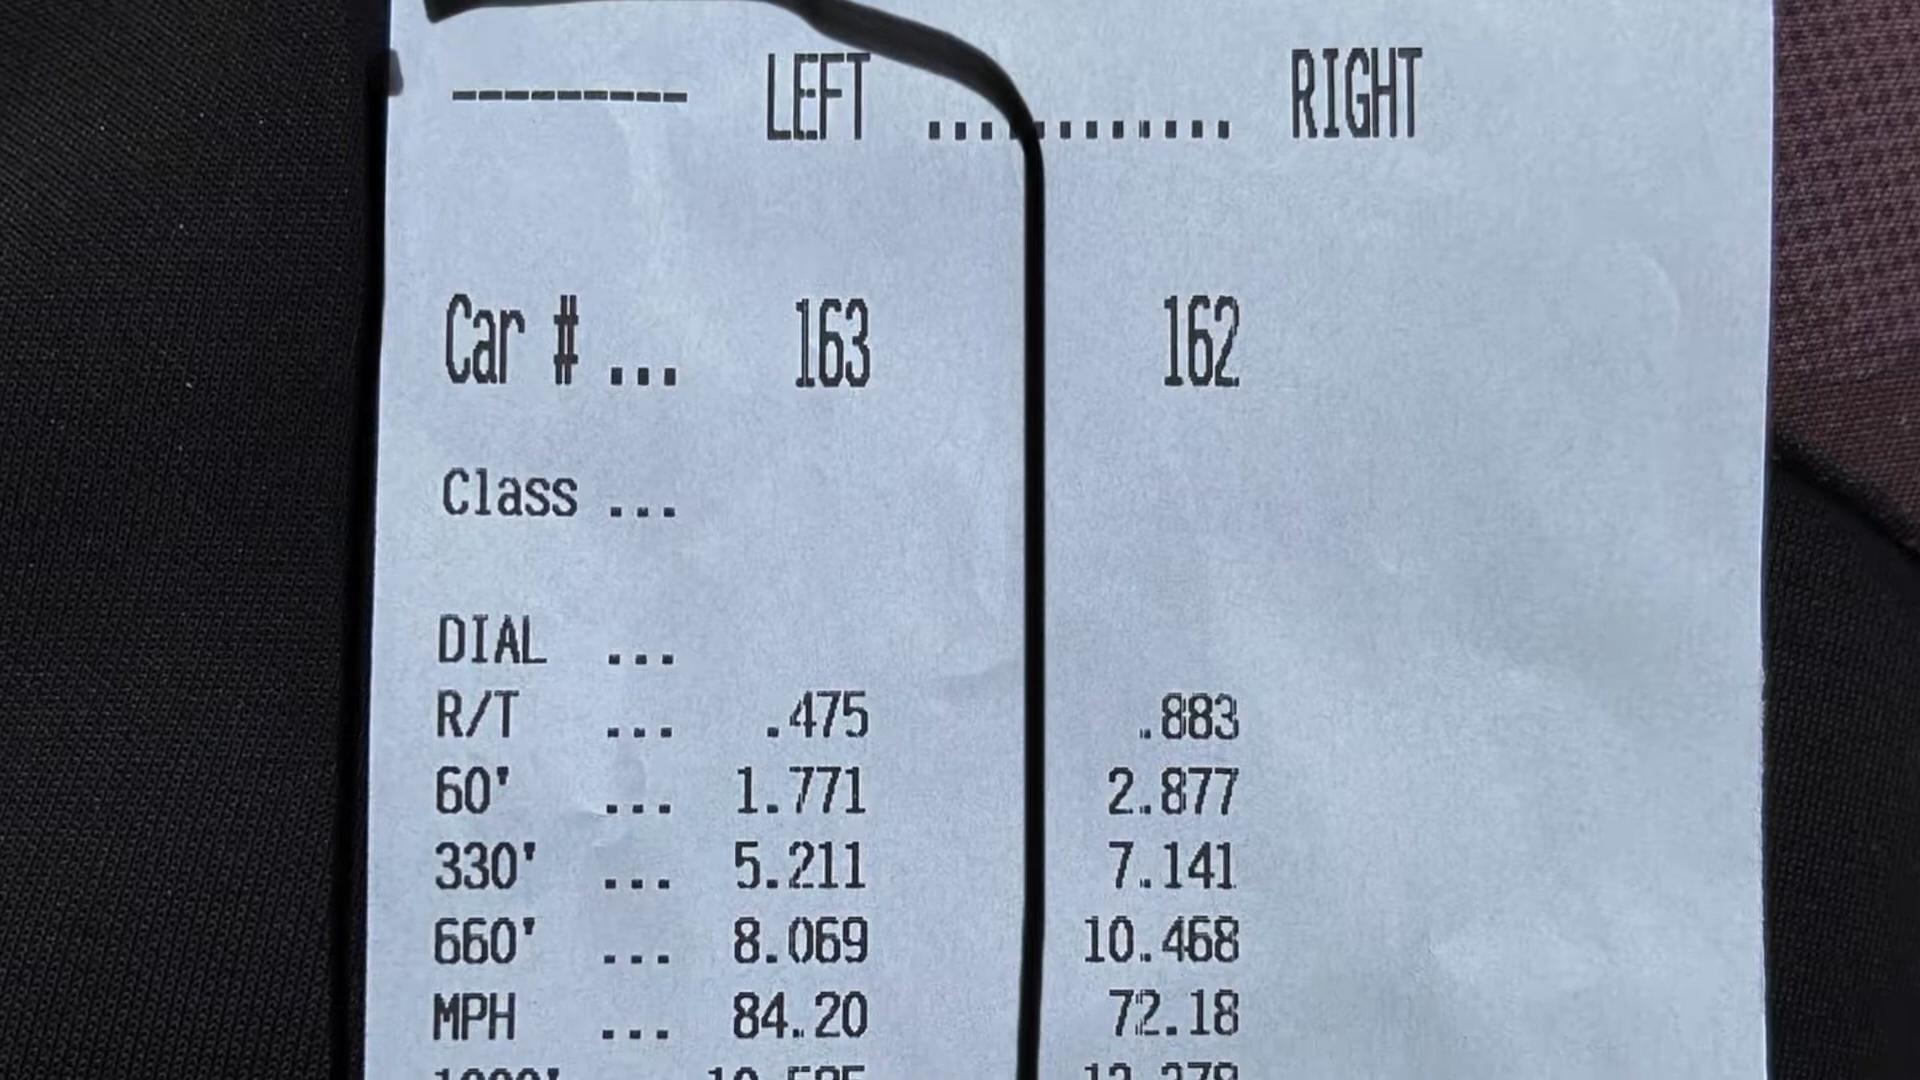 --------- LEFT ............ RIGHT
Car # ... 163 162
Class ...
DIAL ...
R/T ... .475 .883
60' ... 1.771 2.877
330' ... 5.211 7.141
660' ... 8.069 10.468
MPH ... 84.20 72.18